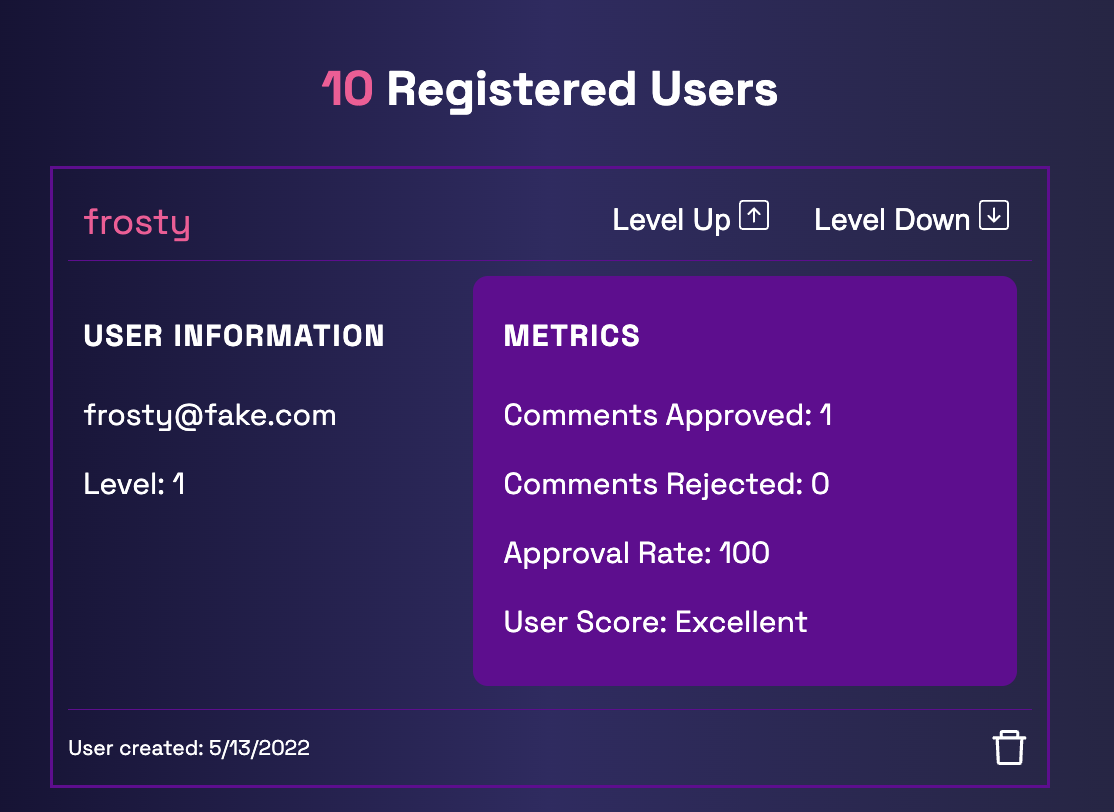 10 Registered Users
frosty
Level Up
Level Down
USER INFORMATION
frosty@fake.com
Level: 1
METRICS
Comments Approved: 1
Comments Rejected: 0
Approval Rate: 100
User Score: Excellent
User created: 5/13/2022